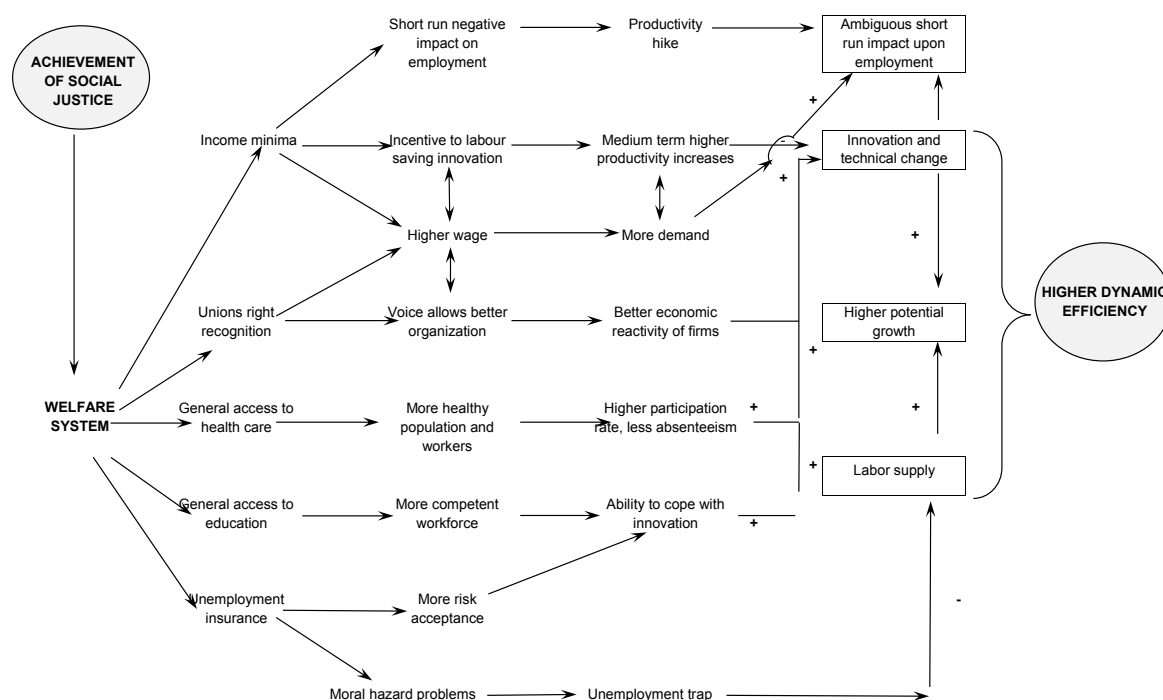 ACHIEVEMENT
OF SOCIAL
JUSTICE
WELFARE
SYSTEM
Income minima
Unions right
recognition
General access to
health care
General access to
education
Unemployment
insurance
Short run negative
impact on
employment
Incentive to labour
saving innovation
Higher wage
Voice allows better
organization
More healthy
population and
workers
More competent
workforce
More risk
acceptance
Moral hazard problems
Productivity
hike
Medium term higher
productivity increases
More demand
Better economic
reactivity of firms
Higher participation
rate, less absenteeism
Ability to cope with
innovation
Unemployment trap
+
-
+
+
+
+
+
Ambiguous short
run impact upon
employment
Innovation and
technical change
+
Higher potential
growth
+
Labor supply
-
HIGHER DYNAMIC
EFFICIENCY